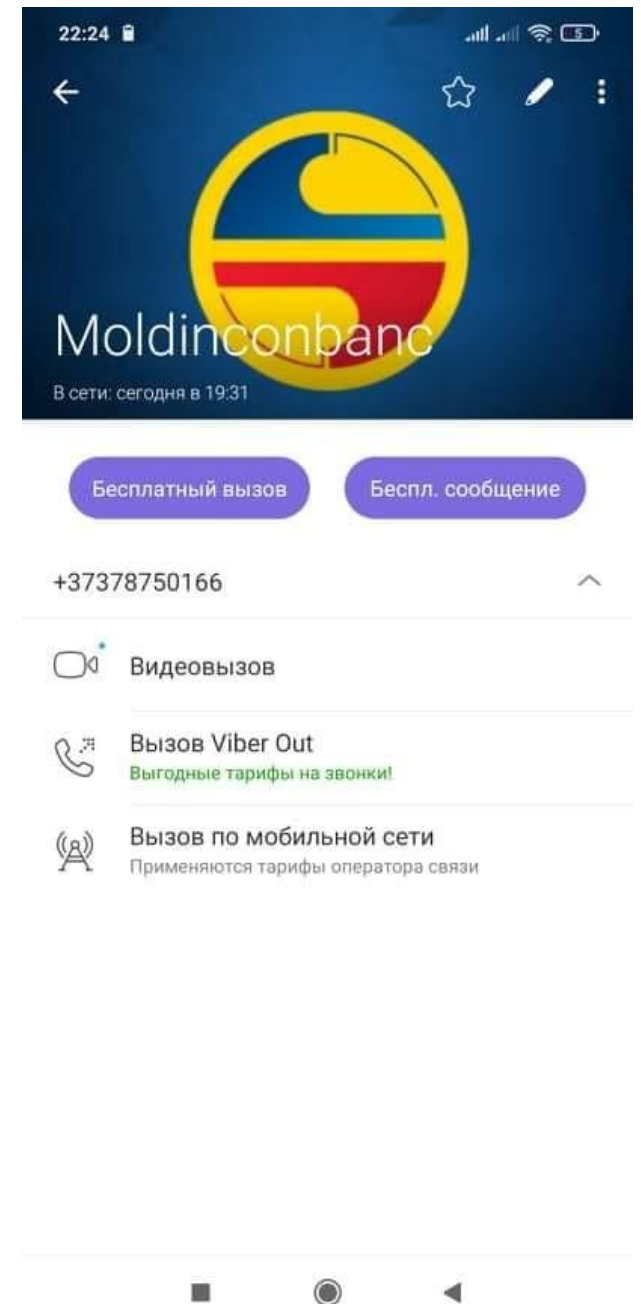 22:24
5
Moldinconbanc
В сети: сегодня в 19:31
Бесплатный вызов
Беспл. сообщение
+37378750166
Видеовызов
Вызов Viber Out
Выгодные тарифы на звонки!
Вызов по мобильной сети
Применяются тарифы оператора связи